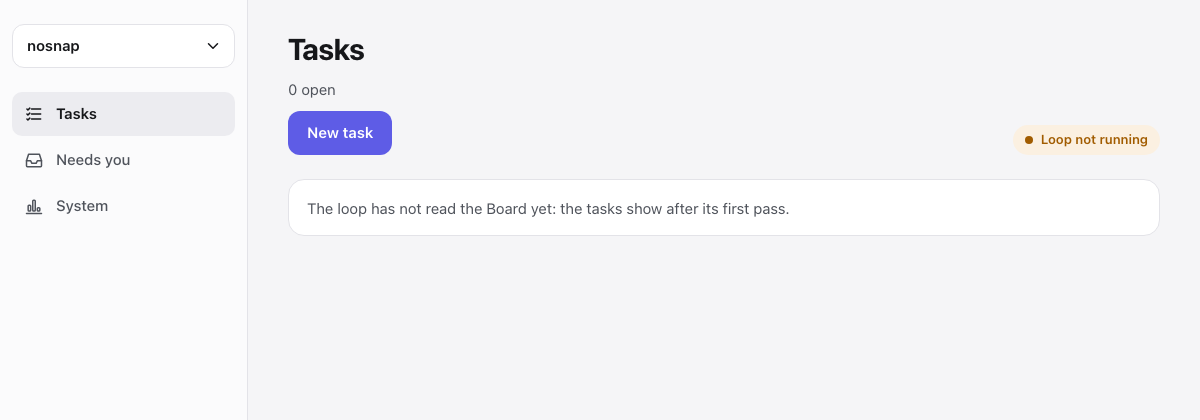 nosnap
Tasks
Needs you
System
Tasks
0 open
New task
Loop not running
The loop has not read the Board yet: the tasks show after its first pass.